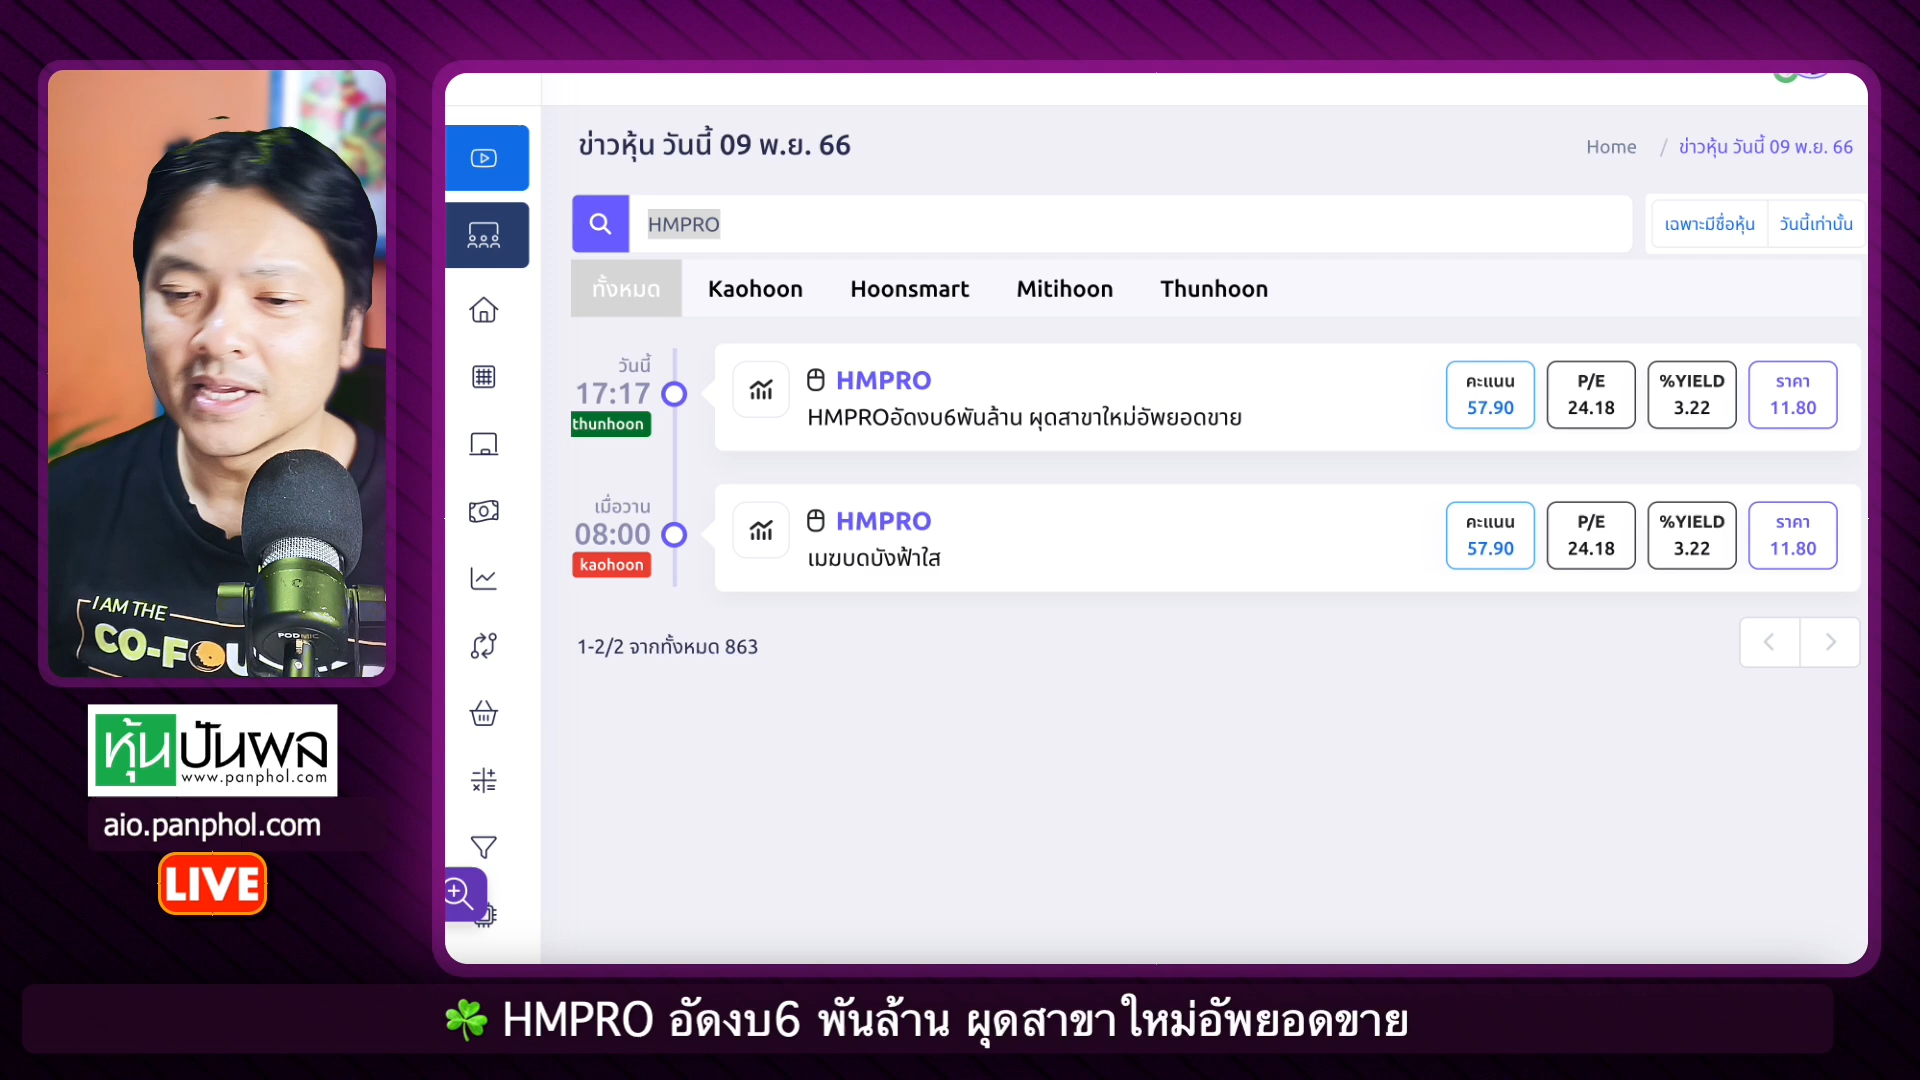 I AM THE
CO-FOU
PODMIC
หุ้นปันผล
www.panphol.com
aio.panphol.com
LIVE
ข่าวหุ้น วันนี้ 09 พ.ย. 66
Home / ข่าวหุ้น วันนี้ 09 พ.ย. 66
HMPRO
เฉพาะมีชื่อหุ้น วันนี้เท่านั้น
ทั้งหมด Kaohoon Hoonsmart Mitihoon Thunhoon
วันนี้
17:17
thunhoon
HMPRO
HMPROอัดงบ6พันล้าน ผุดสาขาใหม่อัพยอดขาย
คะแนน P/E %YIELD ราคา
57.90 24.18 3.22 11.80
เมื่อวาน
08:00
kaohoon
HMPRO
เมฆบดบังฟ้าใส
คะแนน P/E %YIELD ราคา
57.90 24.18 3.22 11.80
1-2/2 จากทั้งหมด 863
HMPRO อัดงบ6 พันล้าน ผุดสาขาใหม่อัพยอดขาย